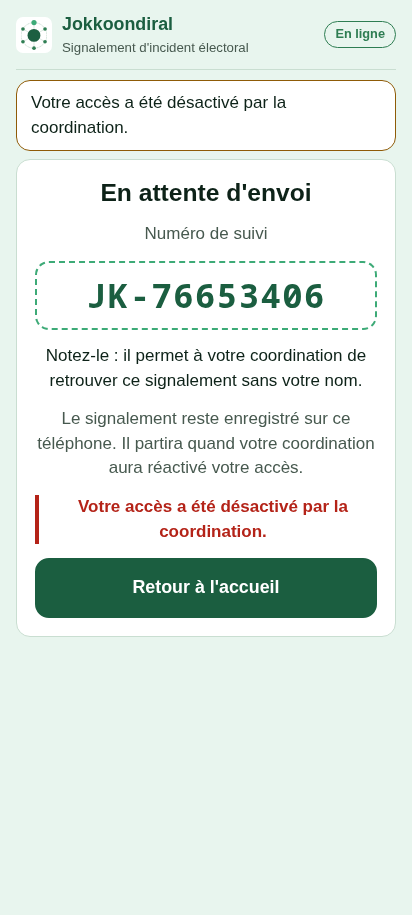 Jokkoondiral
Signalement d'incident électoral
En ligne
Votre accès a été désactivé par la
coordination.
En attente d'envoi
Numéro de suivi
JK-76653406
Notez-le : il permet à votre coordination de
retrouver ce signalement sans votre nom.
Le signalement reste enregistré sur ce
téléphone. Il partira quand votre coordination
aura réactivé votre accès.
Votre accès a été désactivé par la
coordination.
Retour à l'accueil